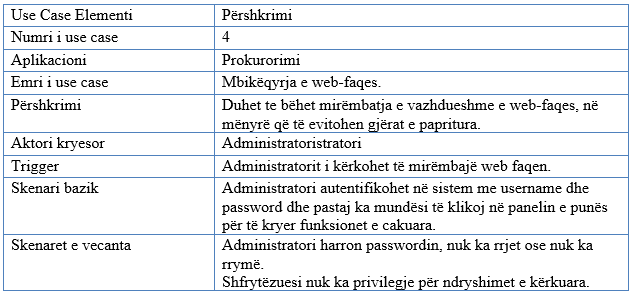 Use Case Elementi Përshkrimi
Numri i use case 4
Aplikacioni Prokurorimi
Emri i use case Mbikëqyrja e web-faqes.
Përshkrimi Duhet te bëhet mirëmbatja e vazhdueshme e web-faqes, në
mënyrë që të evitohen gjërat e papritura.
Aktori kryesor Administratoristratori
Trigger Administratorit i kërkohet të mirëmbajë web faqen.
Skenari bazik Administratori autentifikohet në sistem me username dhe
password dhe pastaj ka mundësi të klikoj në panelin e punës
për të kryer funksionet e cakuara.
Skenaret e vecanta Administratori harron passwordin, nuk ka rrjet ose nuk ka
rrymë.
Shfrytëzuesi nuk ka privilegje për ndryshimet e kërkuara.